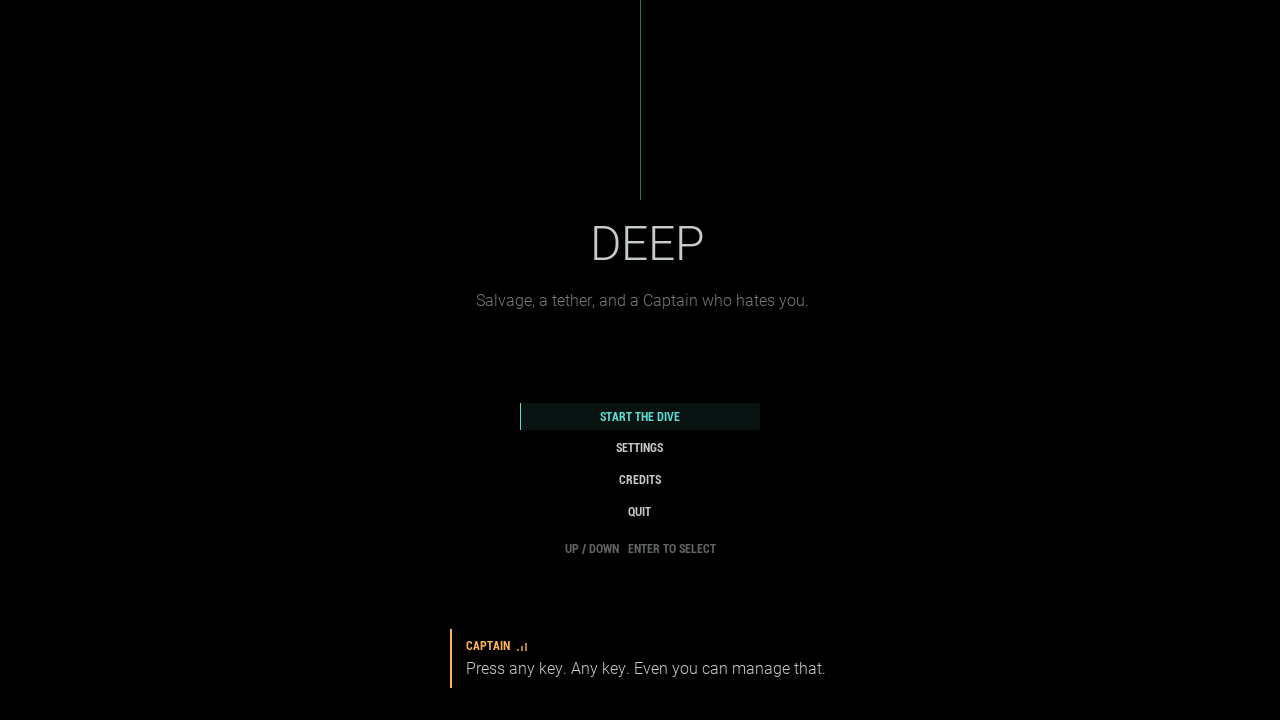 DEEP
Salvage, a tether, and a Captain who hates you.
START THE DIVE
SETTINGS
CREDITS
QUIT
UP / DOWN ENTER TO SELECT
CAPTAIN
Press any key. Any key. Even you can manage that.